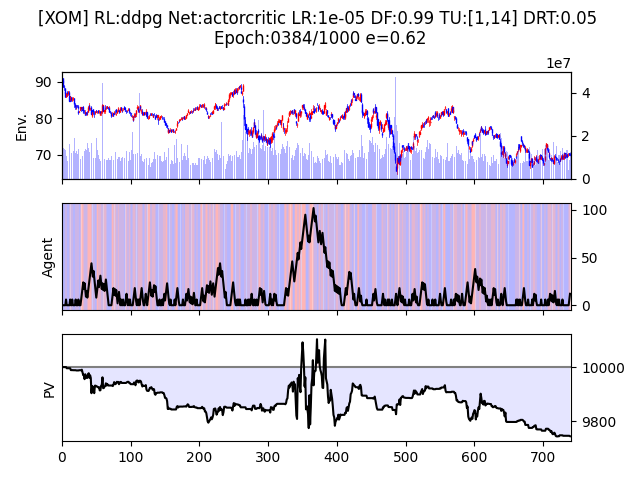 [XOM] RL:ddpg Net:actorcritic LR:1e-05 DF:0.99 TU:[1,14] DRT:0.05
Epoch:0384/1000 e=0.62
1e7
90
80
70
Env.
4
2
0
Agent
100
50
0
PV
10000
9800
0 100 200 300 400 500 600 700